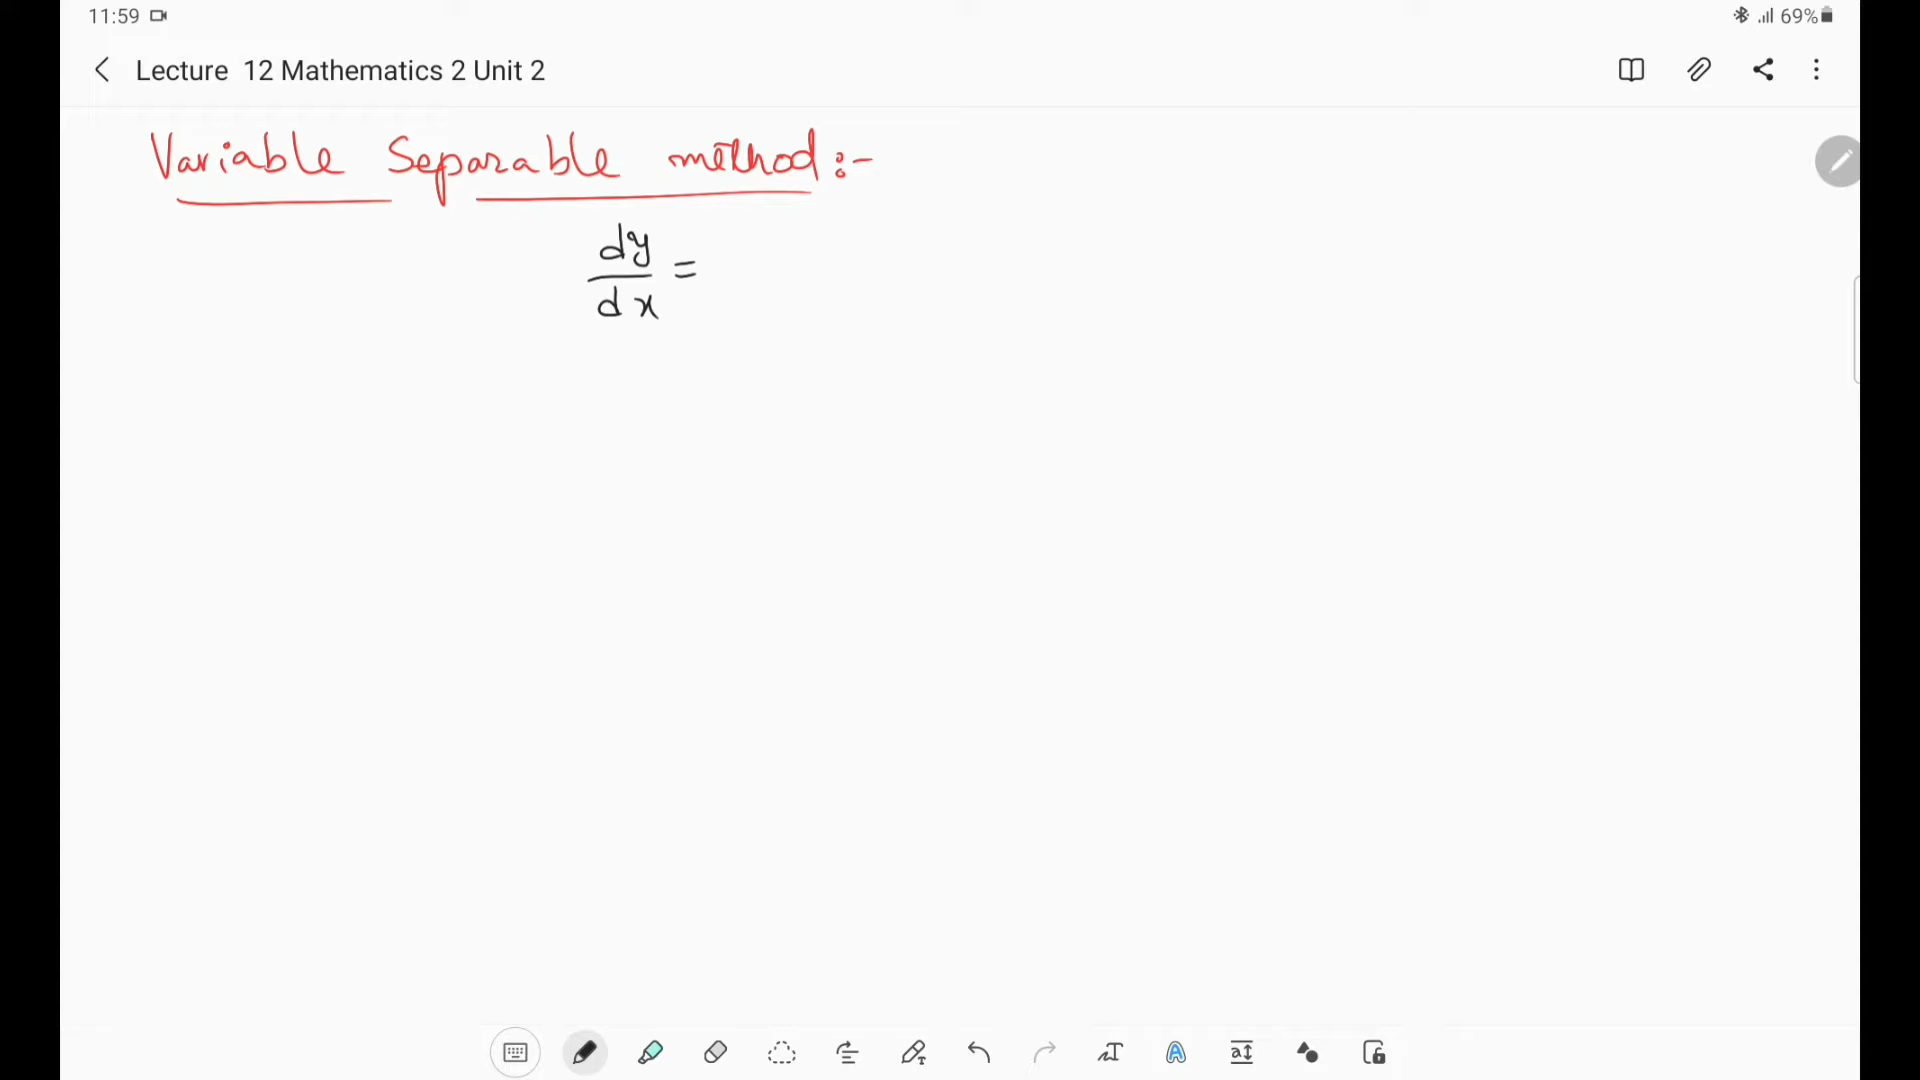 11:59 69%
Lecture 12 Mathematics 2 Unit 2
Variable Separable method:-
dy
dx =